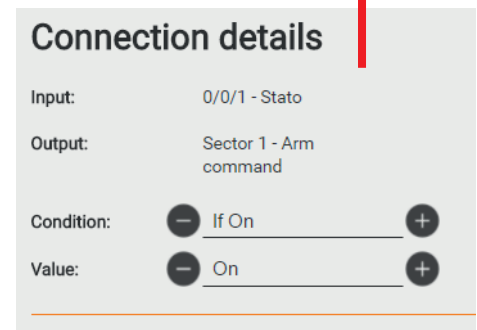 Connection details
Input: 0/0/1 - Stato
Output: Sector 1 - Arm
command
Condition: If On
Value: On